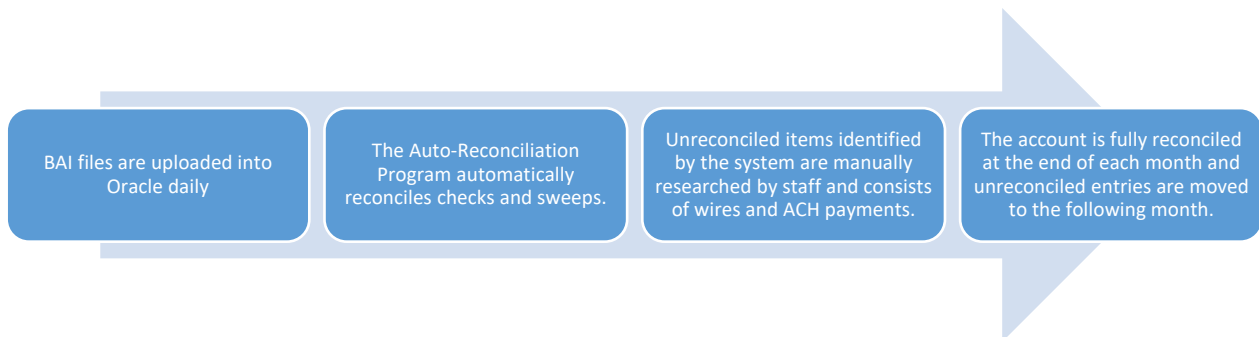 BAI files are uploaded into
Oracle daily
The Auto-Reconciliation
Program automatically
reconciles checks and sweeps.
Unreconciled items identified
by the system are manually
researched by staff and consists
of wires and ACH payments.
The account is fully reconciled
at the end of each month and
unreconciled entries are moved
to the following month.